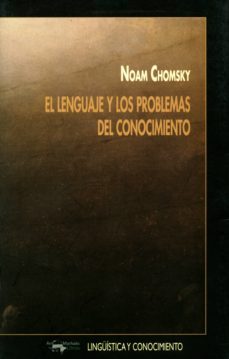 NOAM CHOMSKY
EL LENGUAJE Y LOS PROBLEMAS
DEL CONOCIMIENTO
LINGÜÍSTICA Y CONOCIMIENTO